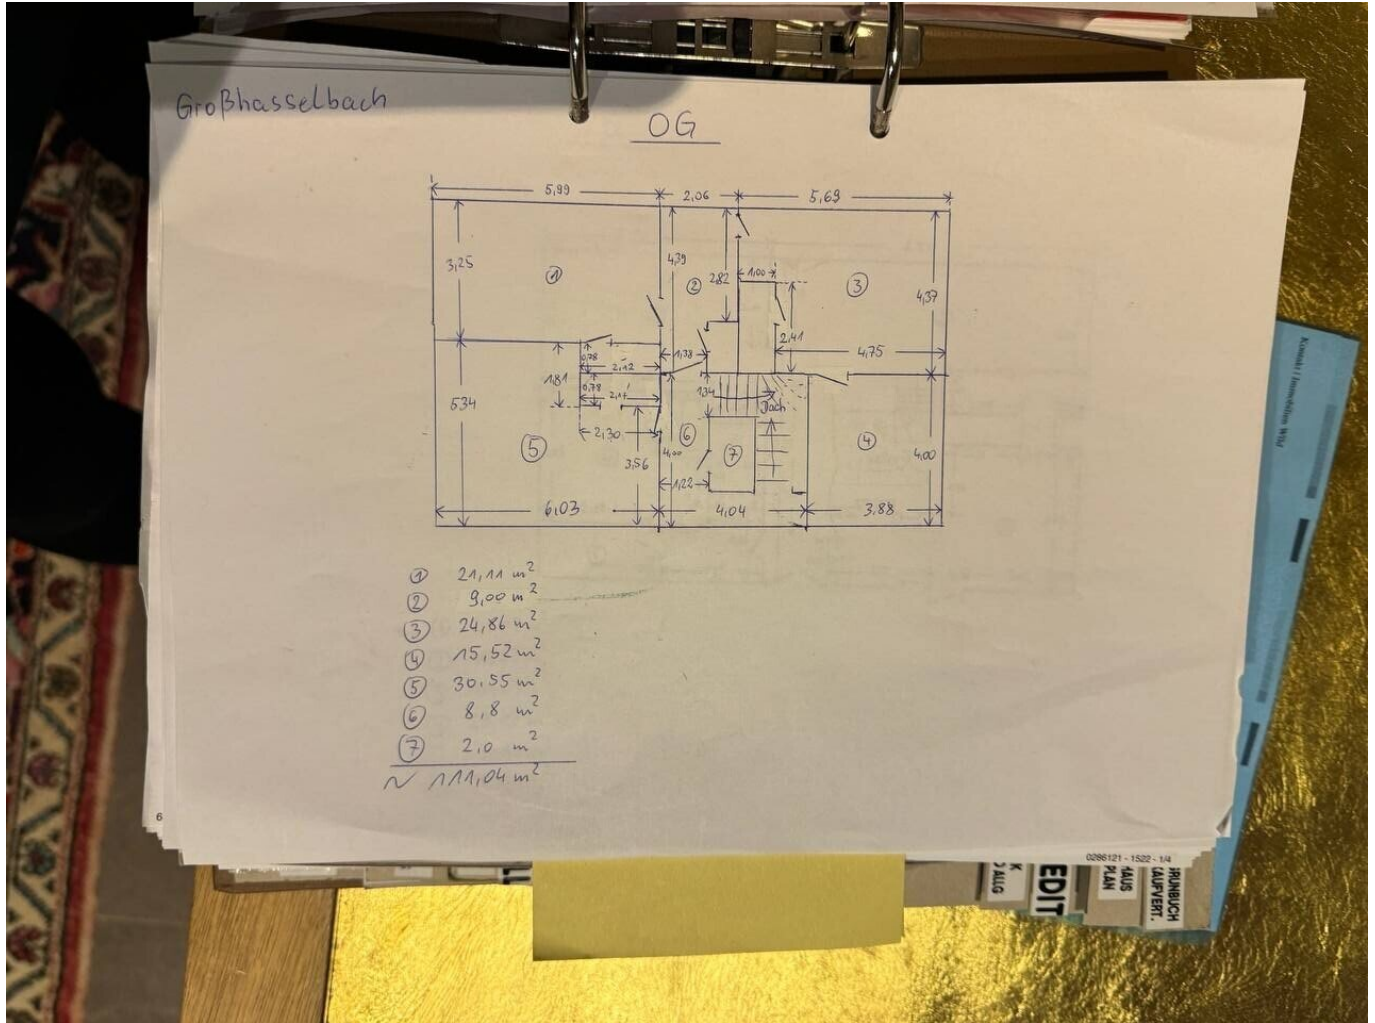 Großhasselbach
OG
5,99
2,06
5,69
3,25
①
4,39
②
2,82
1,00
③
4,37
2,41
4,75
0,78
2,12
1,38
1,81
0,79
2,14
5,34
1,34
Dach
2,30
⑤
⑥
4,00
⑦
④
4,00
3,56
1,22
6,03
4,04
3,88
① 21,11 m²
② 9,00 m²
③ 24,86 m²
④ 15,52 m²
⑤ 30,55 m²
⑥ 8,8 m²
⑦ 2,0 m²
~ 111,04 m²
6
0286121 - 1522 - 1/4
ALLG
EDIT
HAUS
PLAN
RUNBUCH
KAUFVERT.